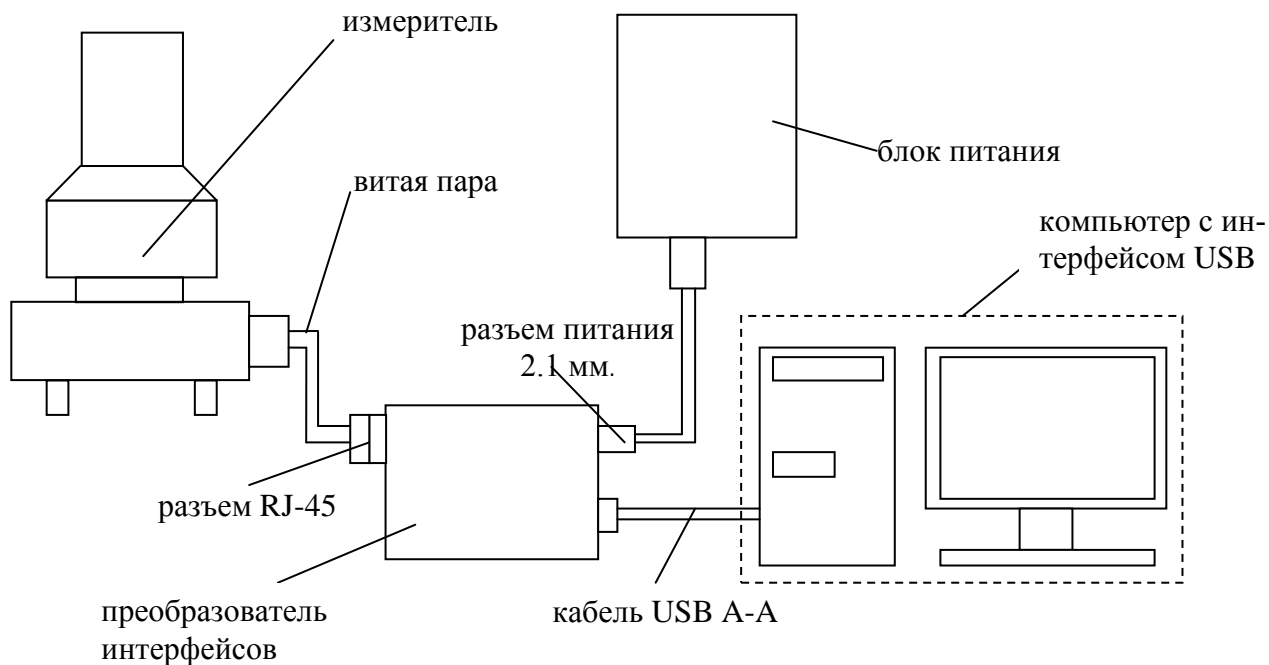 измеритель
блок питания
витая пара
компьютер с ин-
терфейсом USB
разъем питания
2.1 мм.
разъем RJ-45
преобразователь
интерфейсов
кабель USB A-A